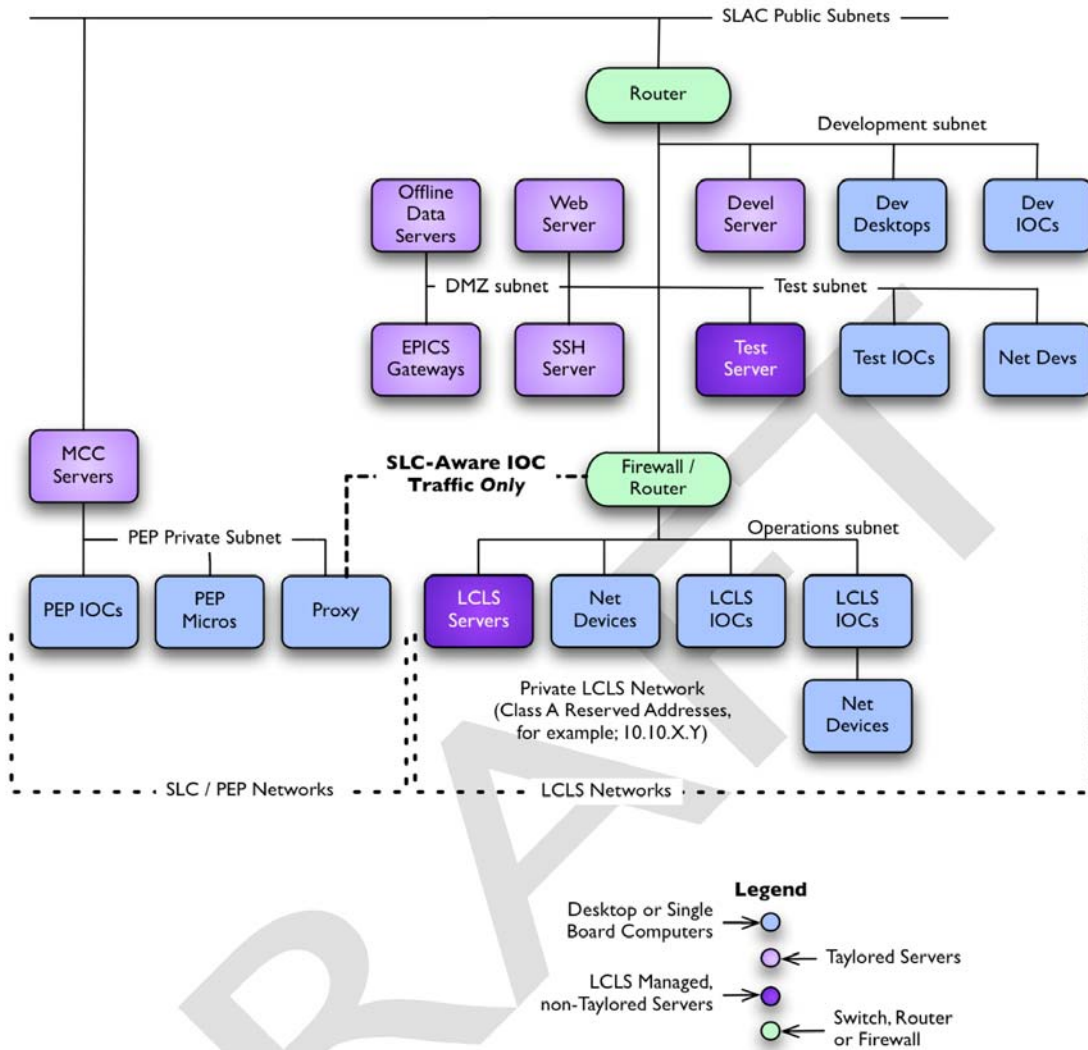 SLAC Public Subnets
Router
Development subnet
Offline
Data
Servers
Web
Server
Devel
Server
Dev
Desktops
Dev
IOCs
DMZ subnet
Test subnet
EPICS
Gateways
SSH
Server
Test
Server
Test IOCs
Net Devs
MCC
Servers
SLC-Aware IOC
Traffic Only
Firewall /
Router
PEP Private Subnet
Operations subnet
PEP IOCs
PEP
Micros
Proxy
LCLS
Servers
Net
Devices
LCLS
IOCs
LCLS
IOCs
Private LCLS Network
(Class A Reserved Addresses,
for example; 10.10.X.Y)
Net
Devices
SLC / PEP Networks
LCLS Networks
Legend
Desktop or Single
Board Computers
Taylored Servers
LCLS Managed,
non-Taylored Servers
Switch, Router
or Firewall
RAFT